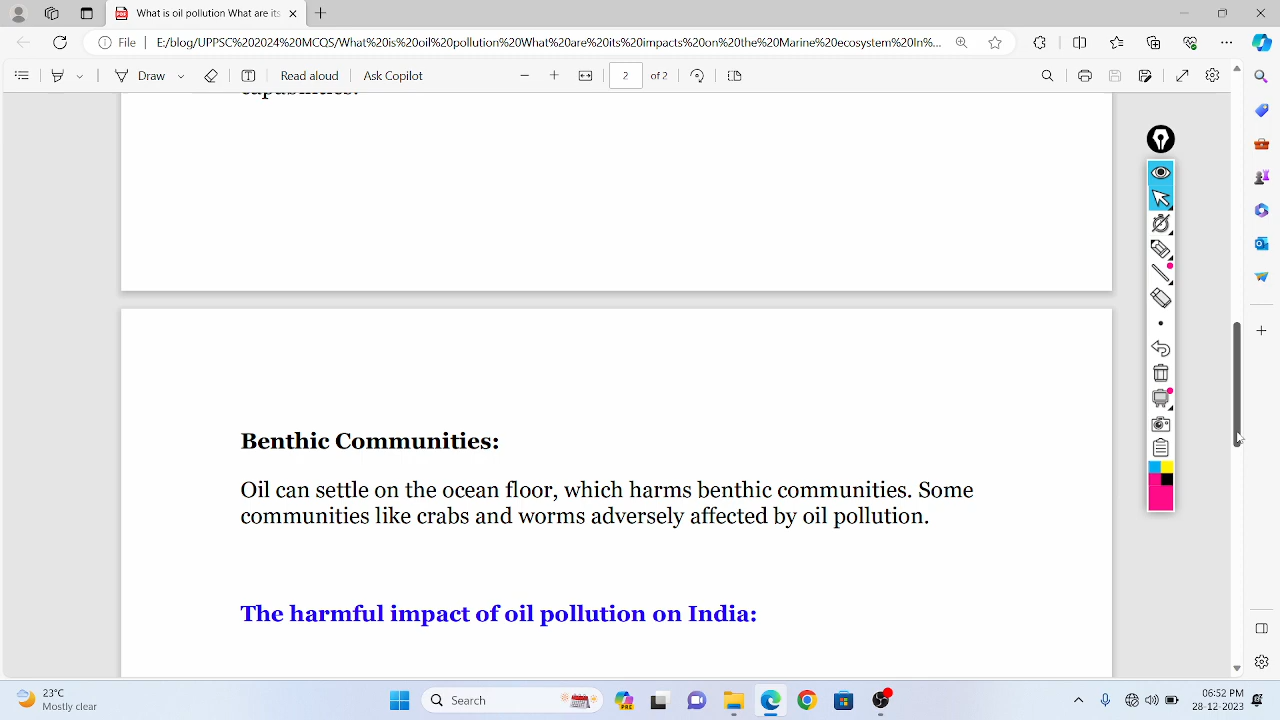 What is oil pollution What are its
File
E:/blog/UPPSC%202024%20MCQS/What%20is%20oil%20pollution%20What%20are%20its%20impacts%20on%20the%20Marine%20ecosystem%20In%...
Draw
Read aloud
Ask Copilot
2
of 2
capabilities.
Benthic Communities:
Oil can settle on the ocean floor, which harms benthic communities. Some
communities like crabs and worms adversely affected by oil pollution.
The harmful impact of oil pollution on India:
23°C
Mostly clear
Search
06:52 PM
28-12-2023